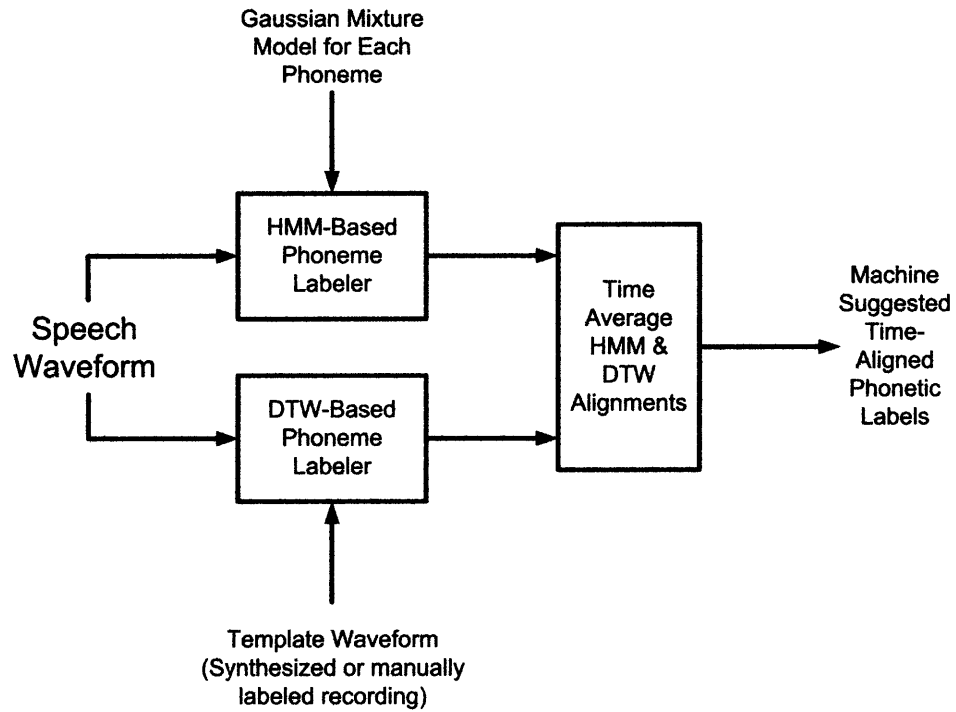 Gaussian Mixture
Model for Each
Phoneme
HMM-Based
Phoneme
Labeler
Speech
Waveform
DTW-Based
Phoneme
Labeler
Time
Average
HMM &
DTW
Alignments
Machine
Suggested
Time-
Aligned
Phonetic
Labels
Template Waveform
(Synthesized or manually
labeled recording)